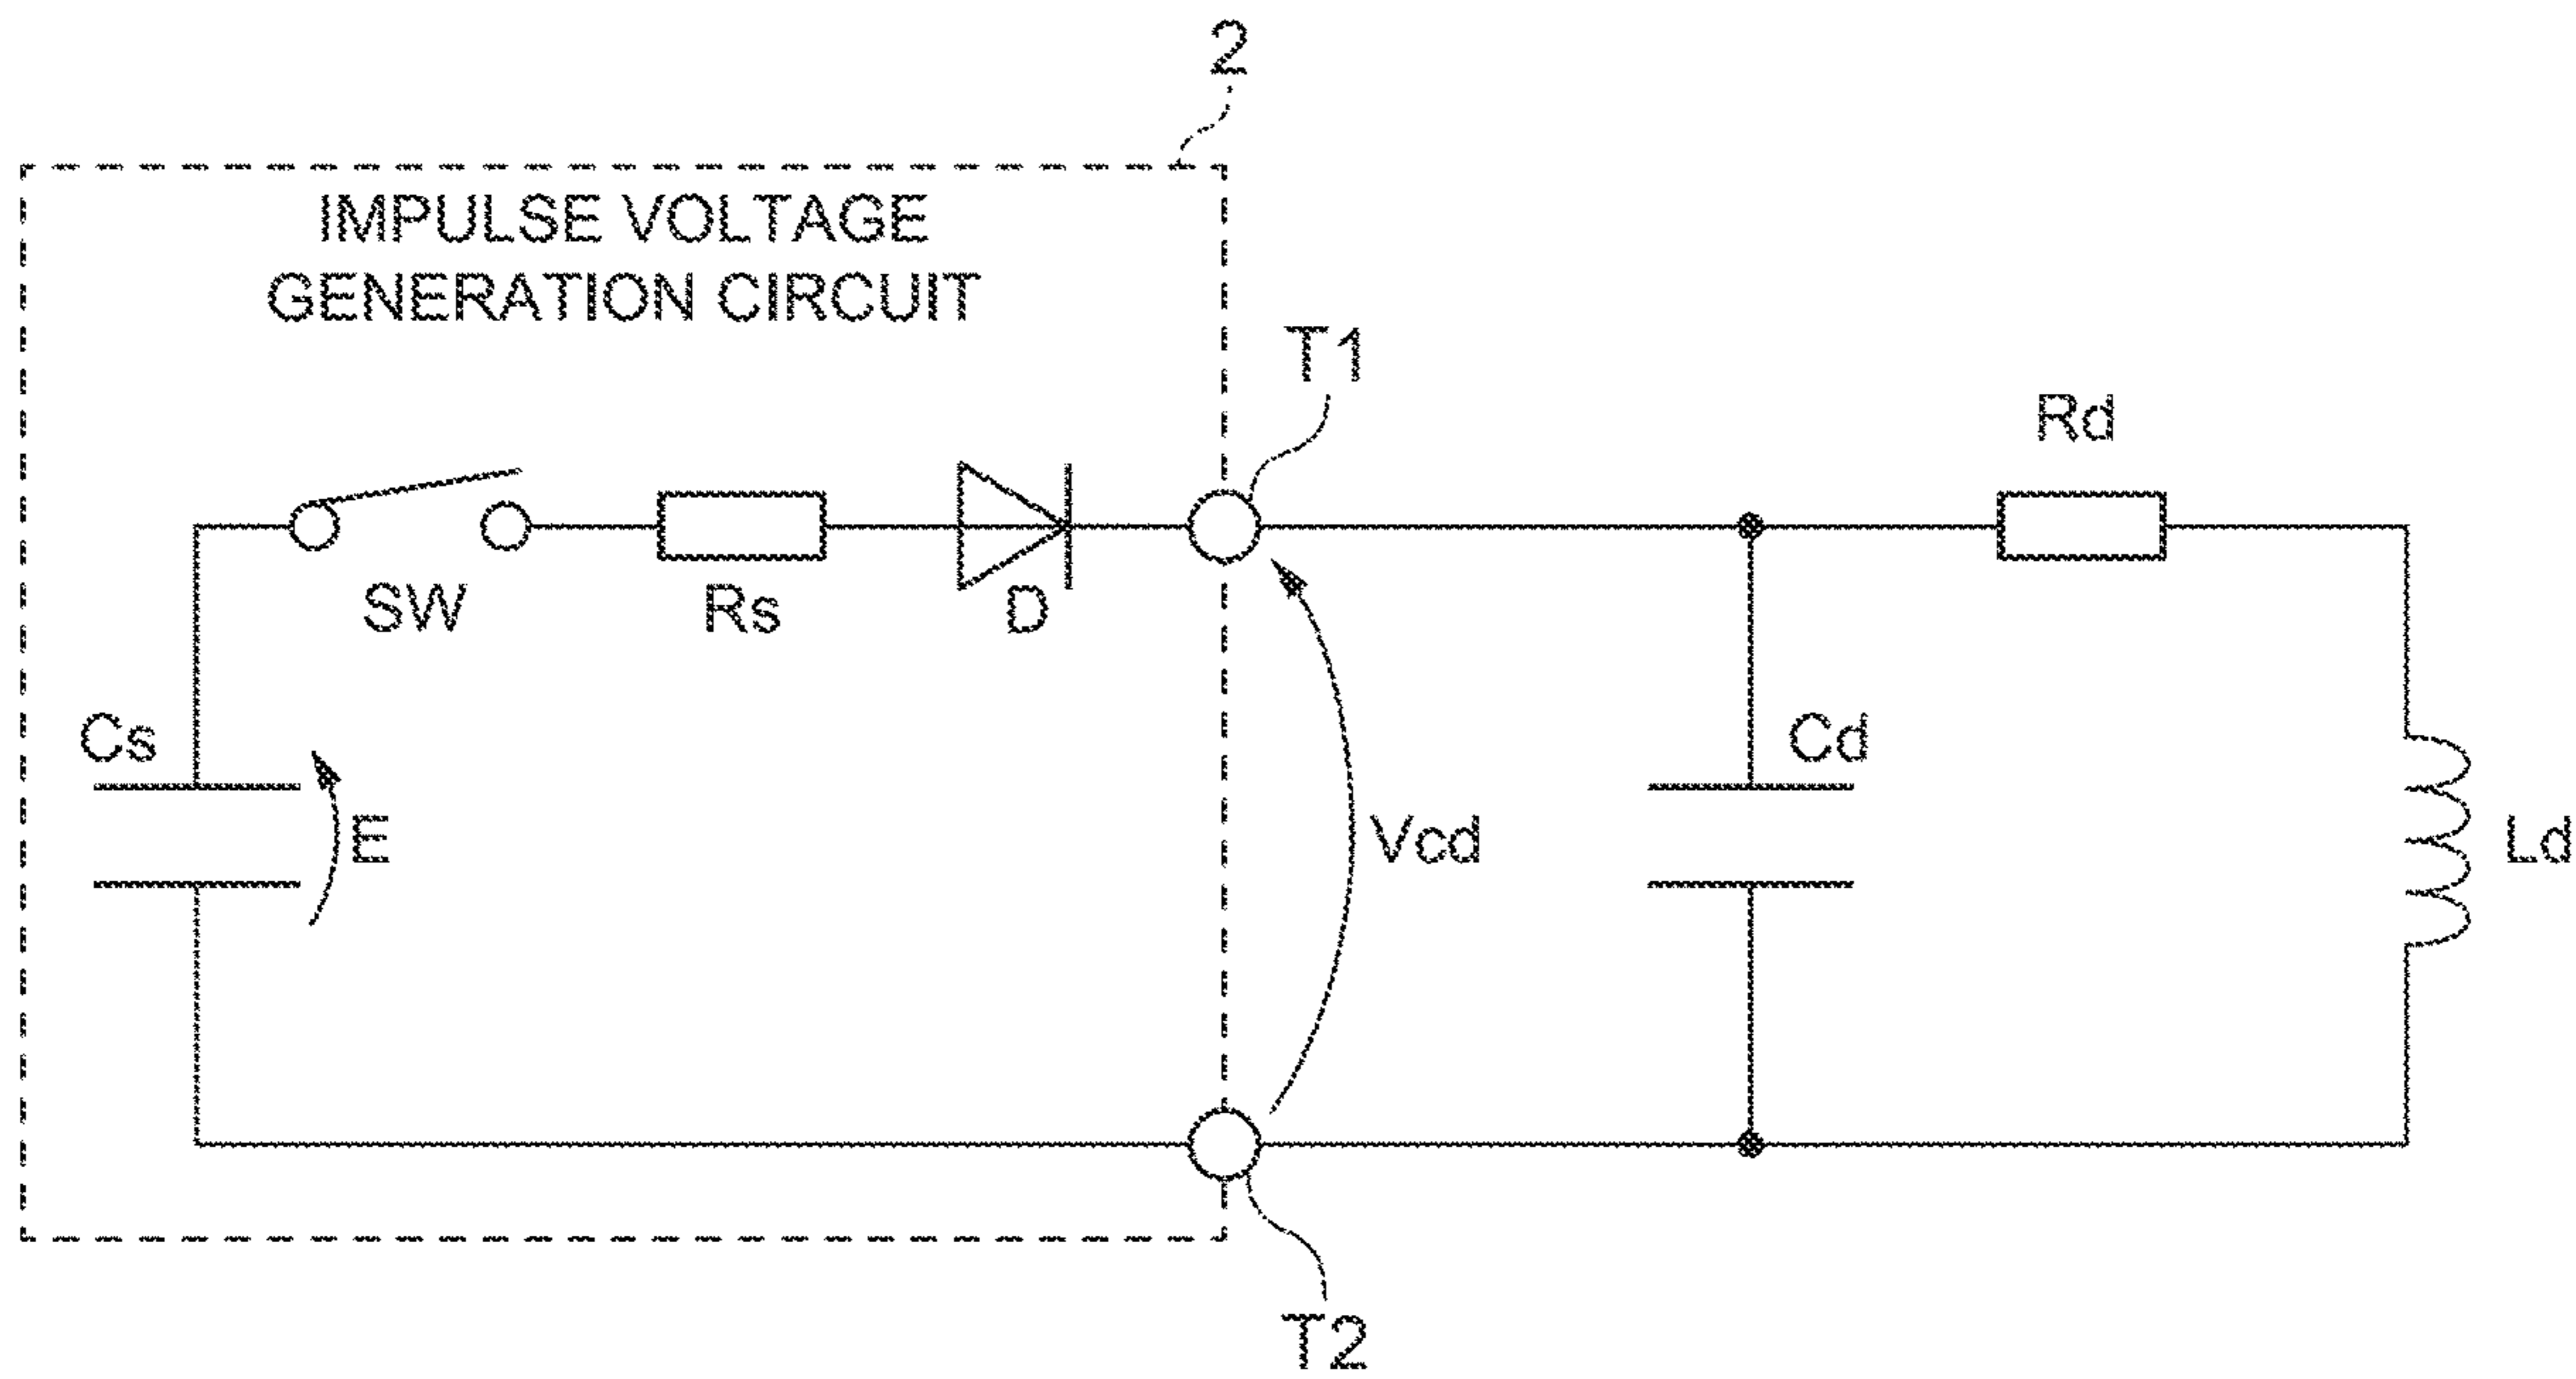 2
IMPULSE VOLTAGE
GENERATION CIRCUIT
T1
Rd
SW
Rs
D
Cs
Cd
E
Vcd
Ld
T2